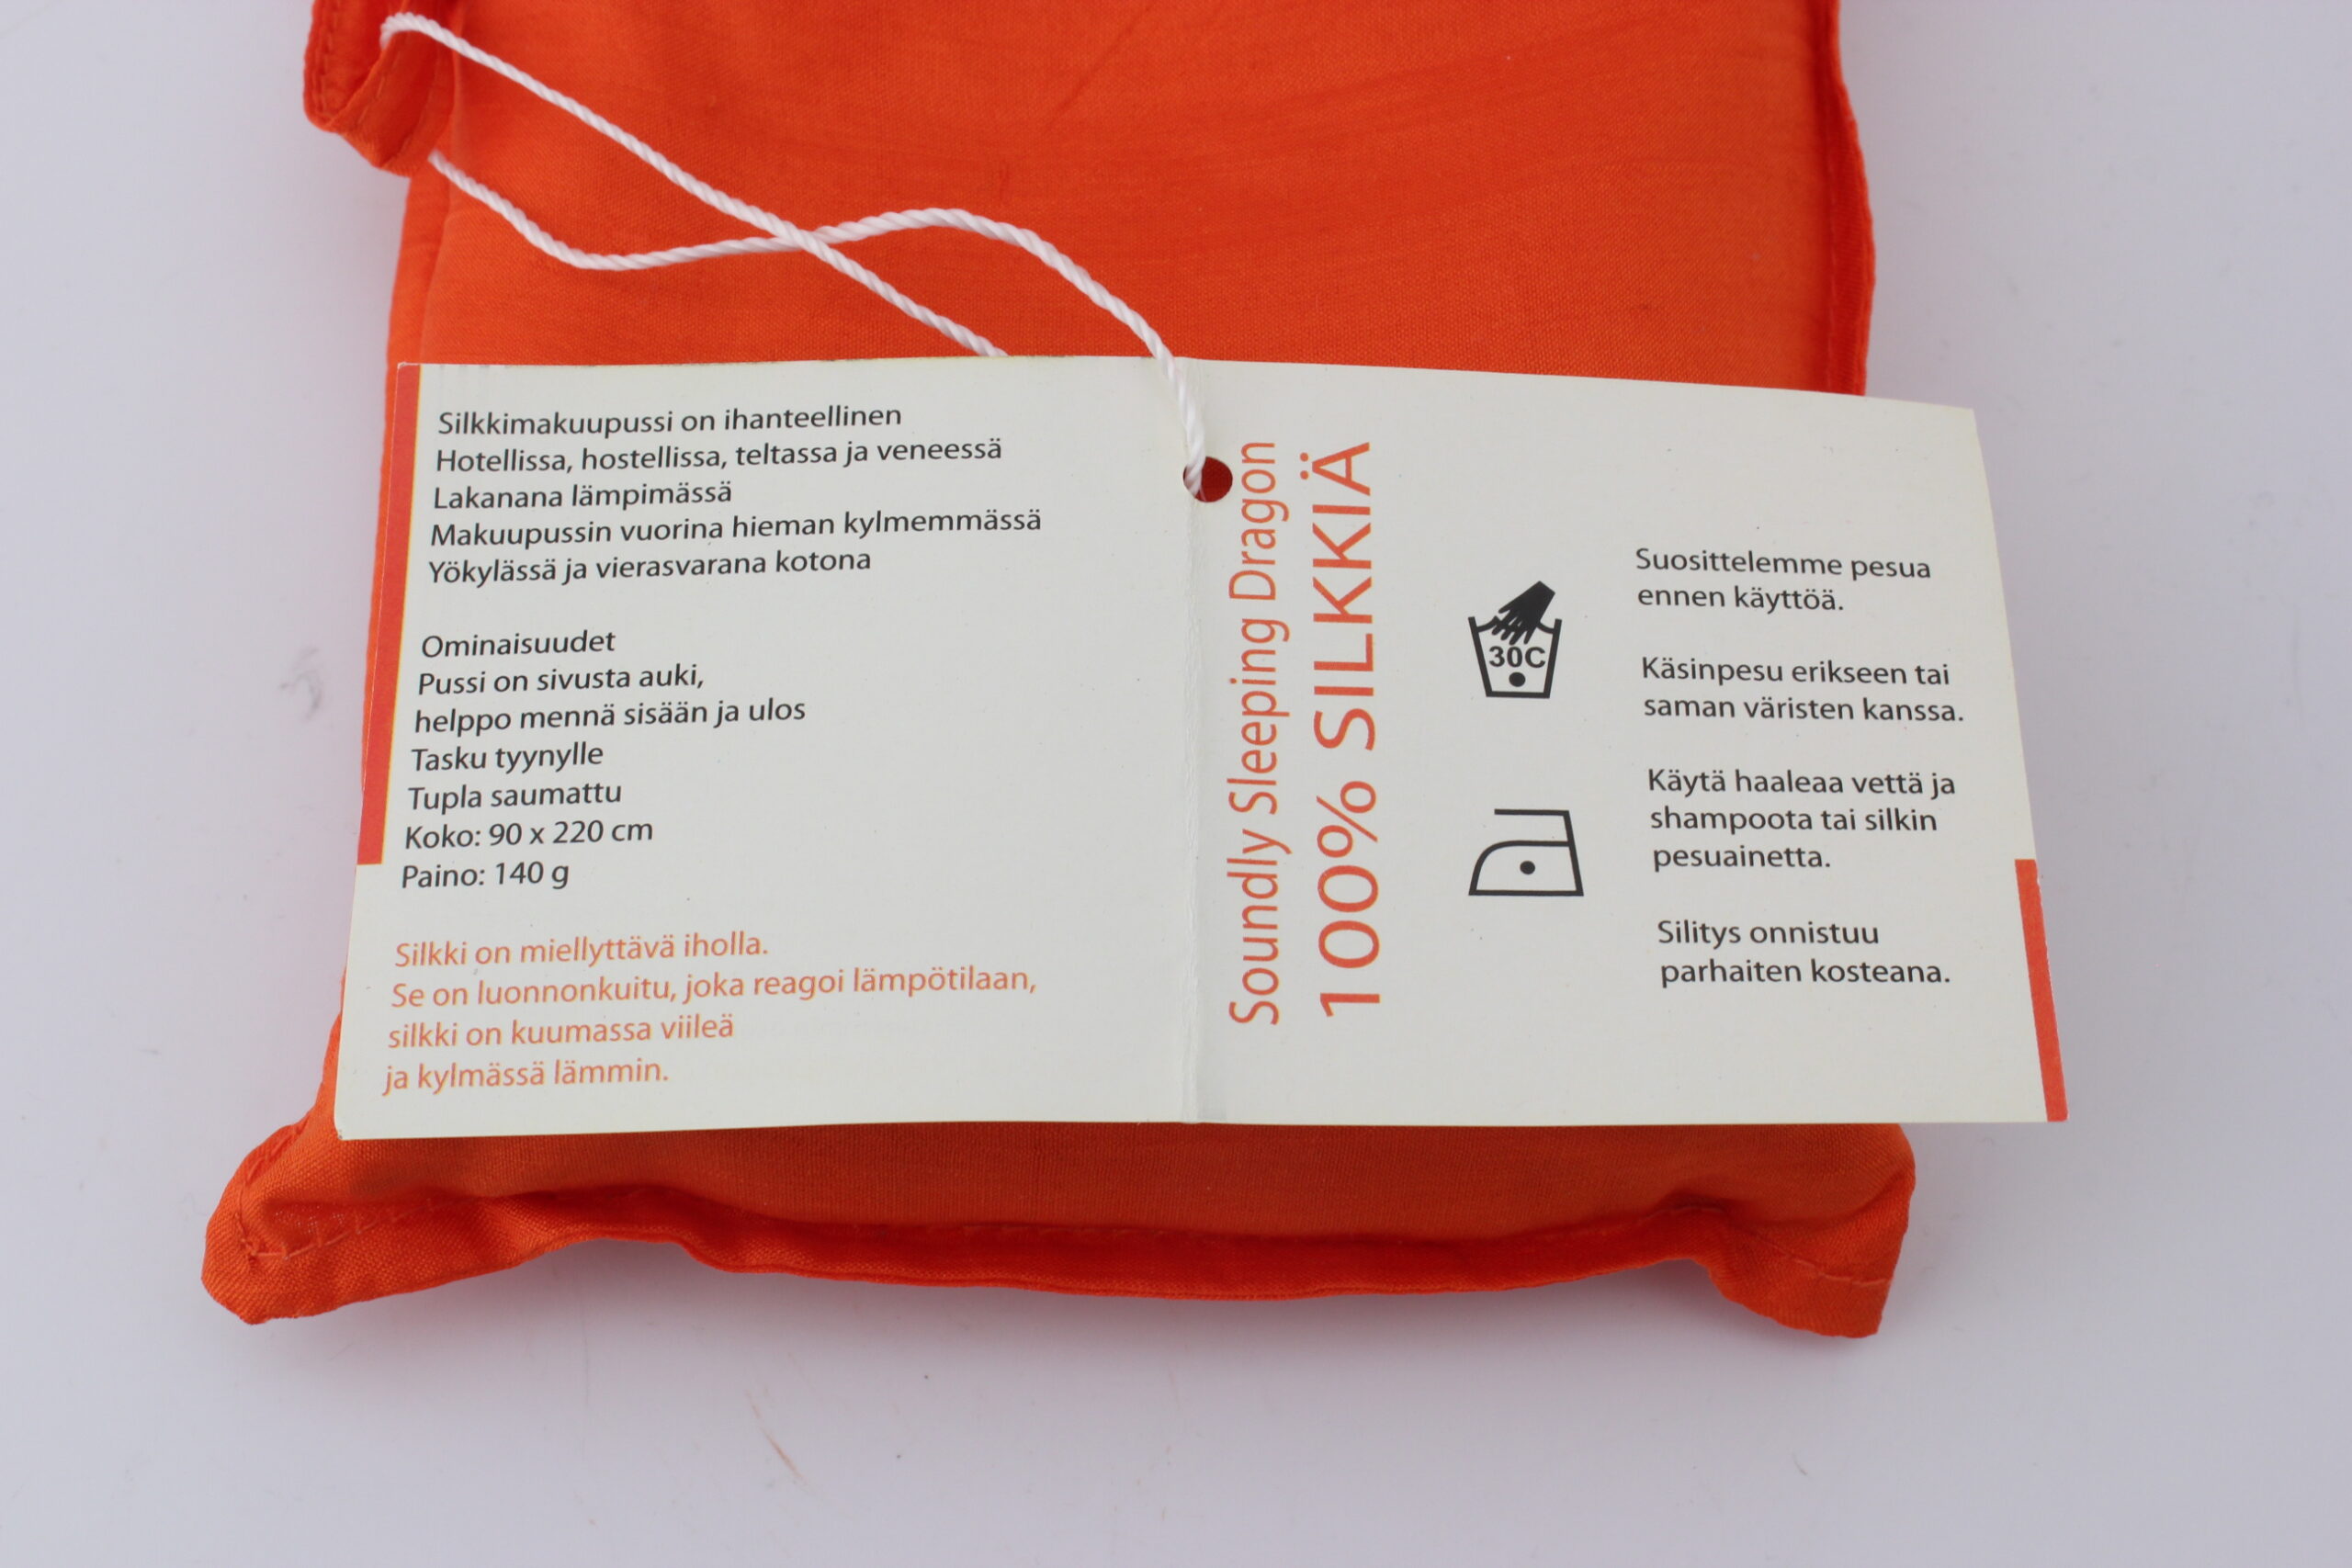 Silkkimakuupussi on ihanteellinen
Hotellissa, hostellissa, teltassa ja veneessä
Lakanana lämpimässä
Makuupussin vuorina hieman kylmemmässä
Yökylässä ja vierasvarana kotona
Ominaisuudet
Pussi on sivusta auki,
helppo mennä sisään ja ulos
Tasku tyynylle
Tupla saumattu
Koko: 90 x 220 cm
Paino: 140 g
Silkki on miellyttävä iholla.
Se on luonnonkuitu, joka reagoi lämpötilaan,
silkki on kuumassa viileä
ja kylmässä lämmin.
Soundly Sleeping Dragon
100% SILKKIÄ
30C
Suosittelemme pesua
ennen käyttöä.
Käsinpesu erikseen tai
saman väristen kanssa.
Käytä haaleaa vettä ja
shampoota tai silkin
pesuainetta.
Silitys onnistuu
parhaiten kosteana.